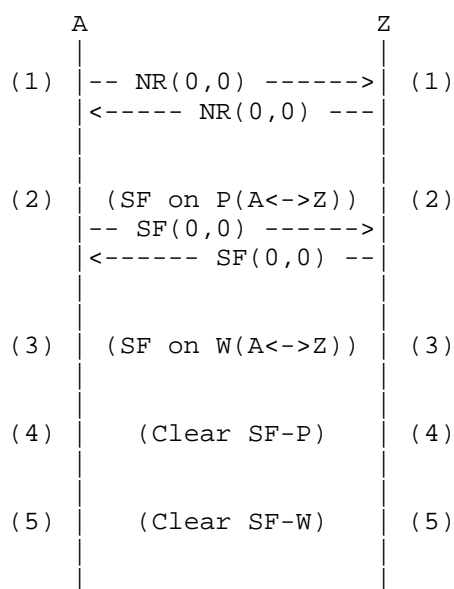 A Z
| |
(1) |-- NR(0,0) ------>| (1)
|<----- NR(0,0) ---|
| |
| |
(2) | (SF on P(A<->Z)) | (2)
|-- SF(0,0) ------>|
|<------ SF(0,0) --|
| |
| |
(3) | (SF on W(A<->Z)) | (3)
| |
| |
(4) | (Clear SF-P) | (4)
| |
| |
(5) | (Clear SF-W) | (5)
| |
| |